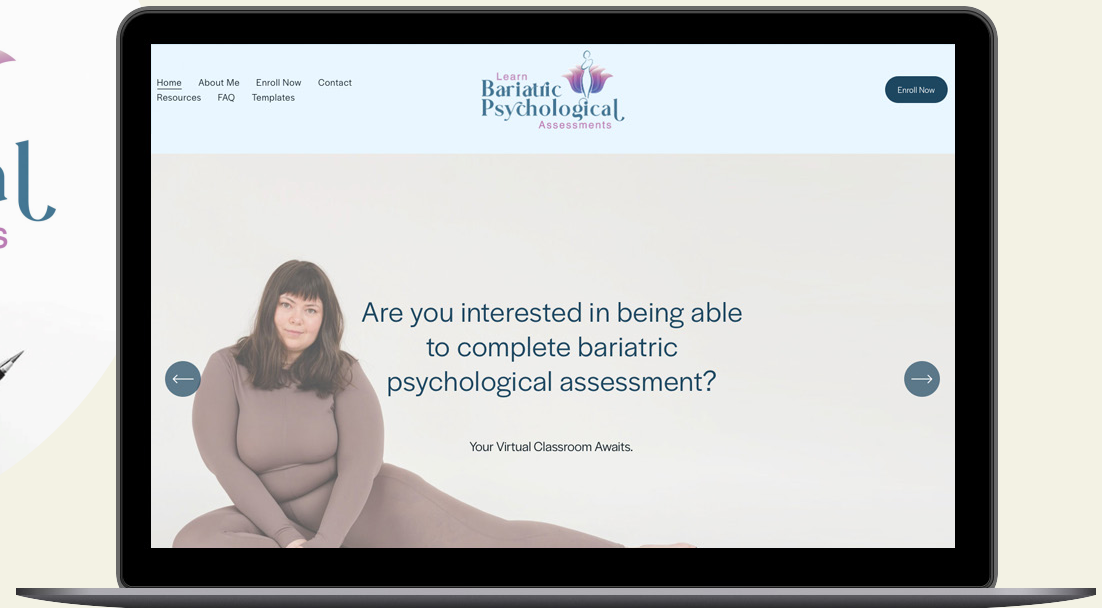 Home About Me Enroll Now Contact
Resources FAQ Templates
Learn
Bariatric
Psychological
Assessments
Enroll Now
Are you interested in being able
to complete bariatric
psychological assessment?
Your Virtual Classroom Awaits.